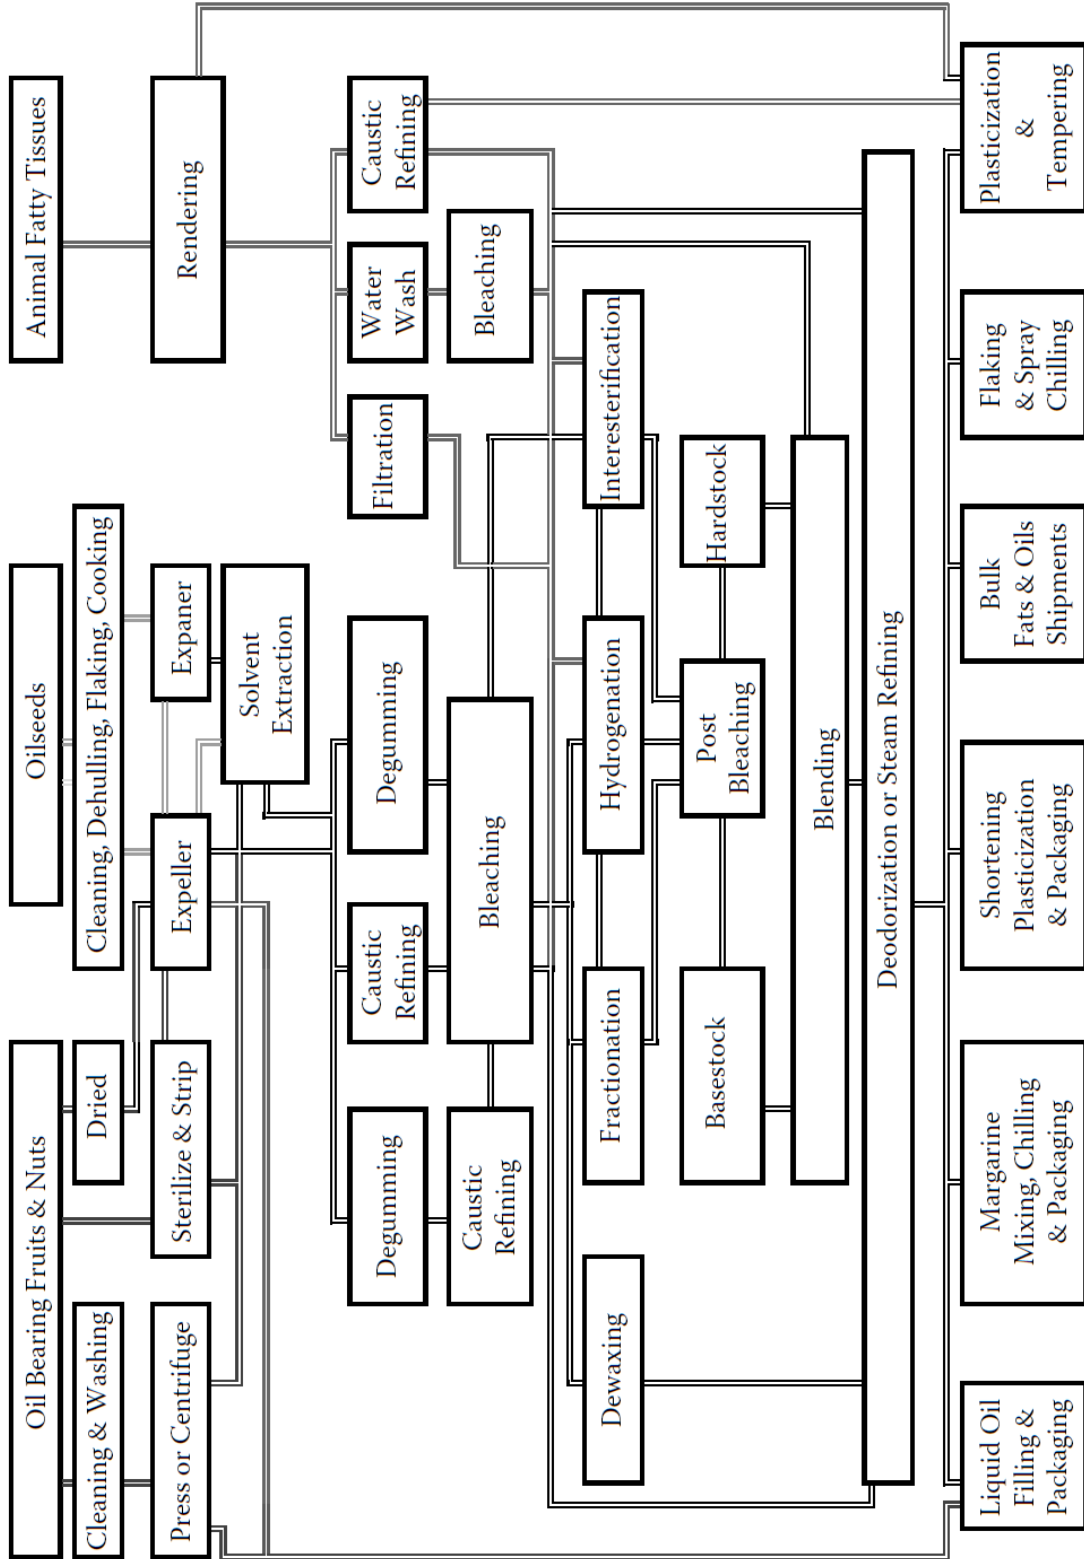 Oil Bearing Fruits & Nuts
Oilseeds
Animal Fatty Tissues
Cleaning & Washing
Dried
Cleaning, Dehulling, Flaking, Cooking
Press or Centrifuge
Sterilize & Strip
Expeller
Expaner
Rendering
Solvent
Extraction
Degumming
Caustic
Refining
Degumming
Filtration
Water
Wash
Caustic
Refining
Caustic
Refining
Bleaching
Bleaching
Dewaxing
Fractionation
Hydrogenation
Interesterification
Basestock
Post
Bleaching
Hardstock
Blending
Deodorization or Steam Refining
Liquid Oil
Filling &
Packaging
Margarine
Mixing, Chilling
& Packaging
Shortening
Plasticization
& Packaging
Bulk
Fats & Oils
Shipments
Flaking
& Spray
Chilling
Plasticization
&
Tempering